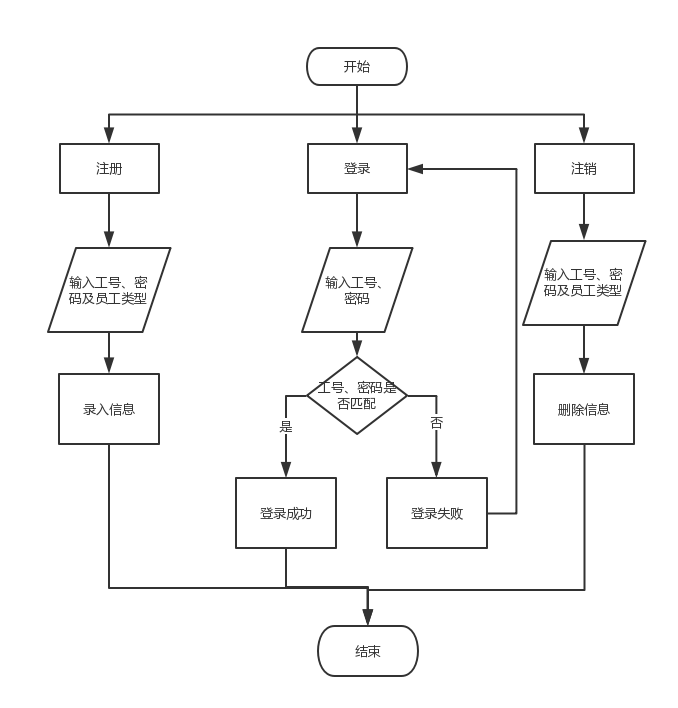 开始
注册
登录
注销
输入工号、密
码及员工类型
输入工号、
密码
输入工号、密
码及员工类型
录入信息
工号、密码是
否匹配
删除信息
是
否
登录成功
登录失败
结束